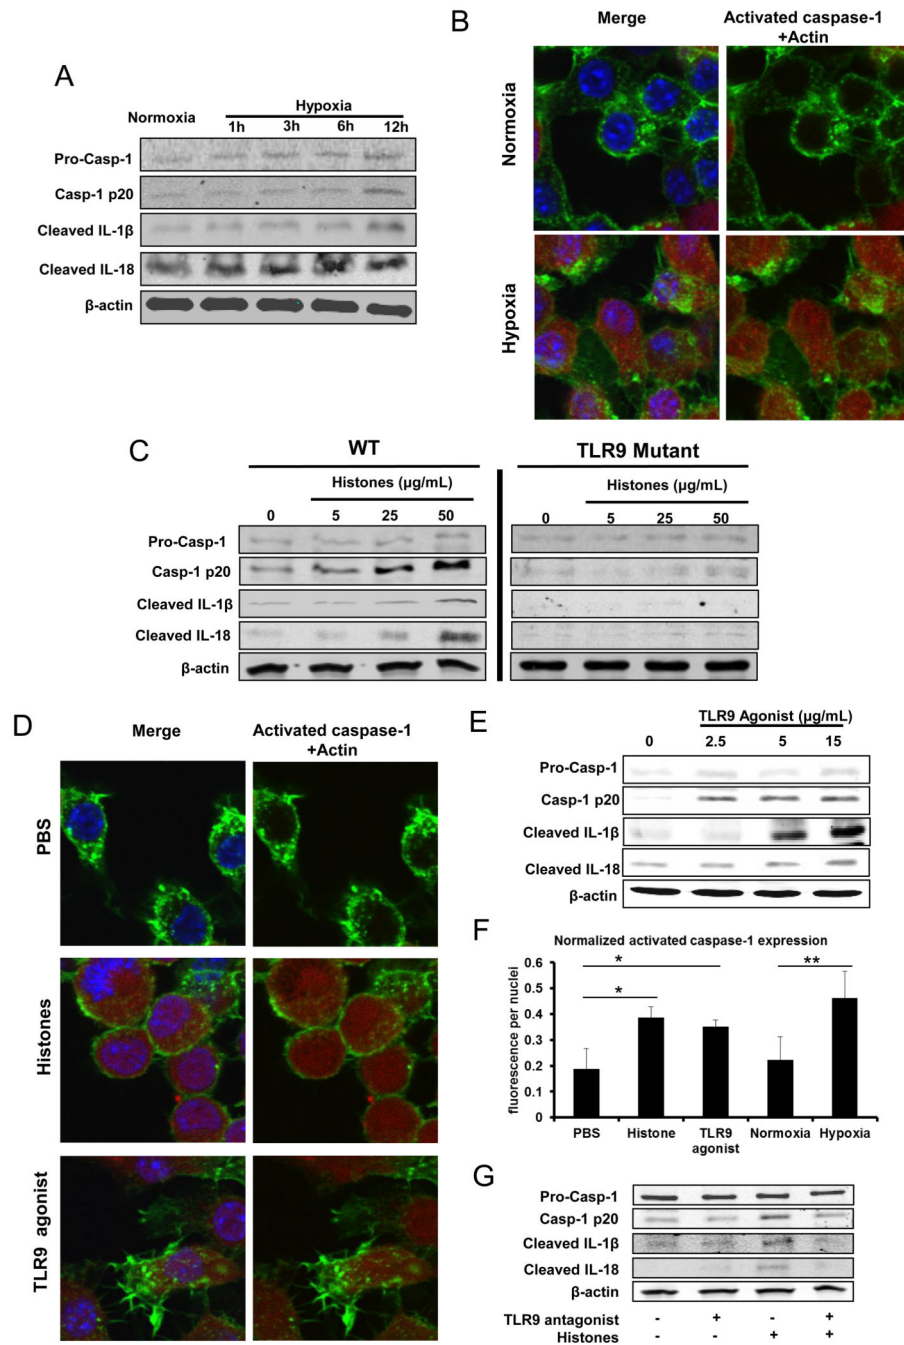 A
Normoxia
Hypoxia
1h 3h 6h 12h
Pro-Casp-1
Casp-1 p20
Cleaved IL-1β
Cleaved IL-18
β-actin
B
Merge
Activated caspase-1
+Actin
Normoxia
Hypoxia
C
WT
TLR9 Mutant
Histones (μg/mL)
Histones (μg/mL)
0 5 25 50
0 5 25 50
Pro-Casp-1
Casp-1 p20
Cleaved IL-1β
Cleaved IL-18
β-actin
D
Merge
Activated caspase-1
+Actin
PBS
Histones
TLR9 agonist
E
TLR9 Agonist (μg/mL)
0 2.5 5 15
Pro-Casp-1
Casp-1 p20
Cleaved IL-1β
Cleaved IL-18
β-actin
F
Normalized activated caspase-1 expression
fluorescence per nuclei
0.6
0.5
0.4
0.3
0.2
0.1
0
*
*
**
PBS Histone TLR9 Normoxia Hypoxia
agonist
G
Pro-Casp-1
Casp-1 p20
Cleaved IL-1β
Cleaved IL-18
β-actin
TLR9 antagonist - + - +
Histones - - + +